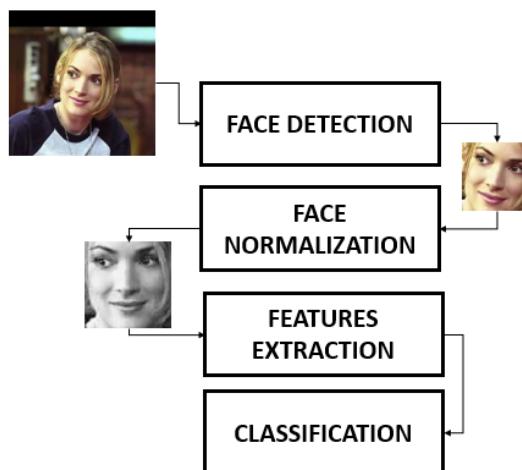 FACE DETECTION
FACE
NORMALIZATION
FEATURES
EXTRACTION
CLASSIFICATION